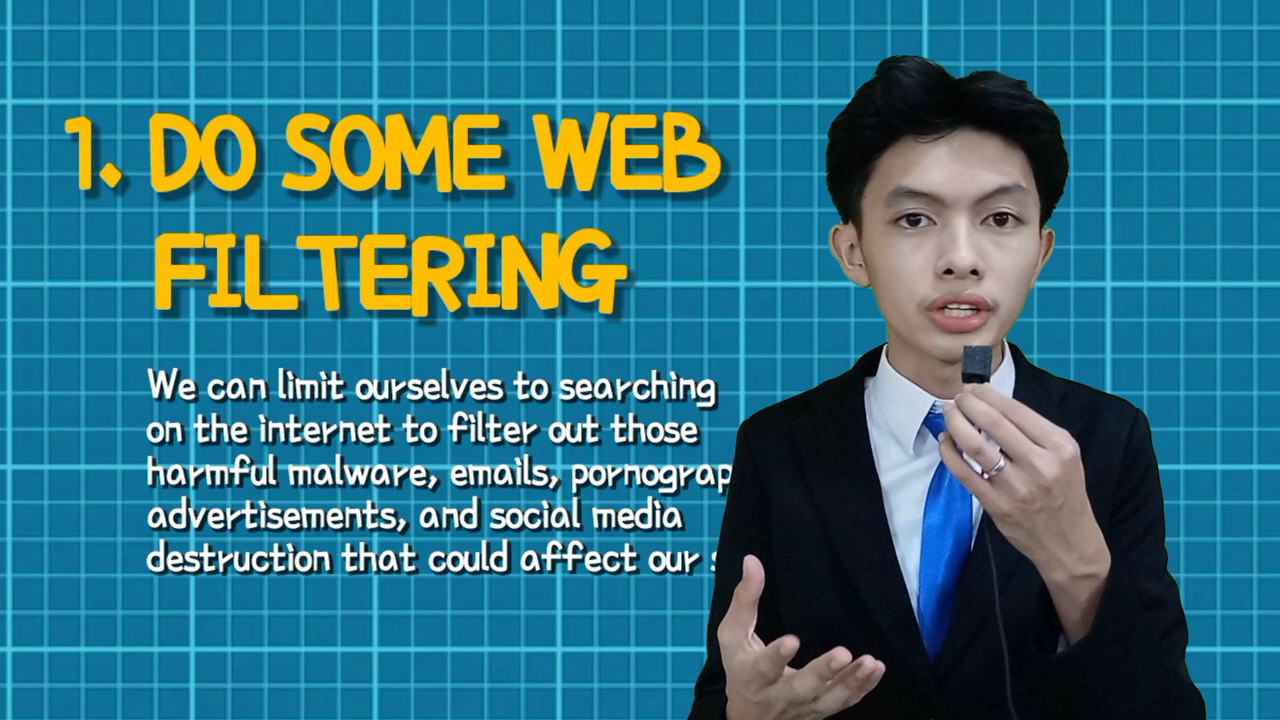 1. DO SOME WEB
FILTERING
We can limit ourselves to searching
on the internet to filter out those
harmful malware, emails,
advertisements, and social media
destruction that could affect our